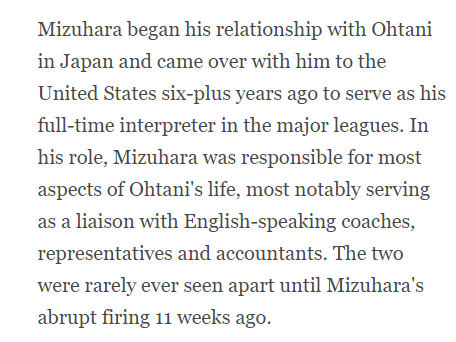 Mizuhara began his relationship with Ohtani
in Japan and came over with him to the
United States six-plus years ago to serve as his
full-time interpreter in the major leagues. In
his role, Mizuhara was responsible for most
aspects of Ohtani's life, most notably serving
as a liaison with English-speaking coaches,
representatives and accountants. The two
were rarely ever seen apart until Mizuhara's
abrupt firing 11 weeks ago.